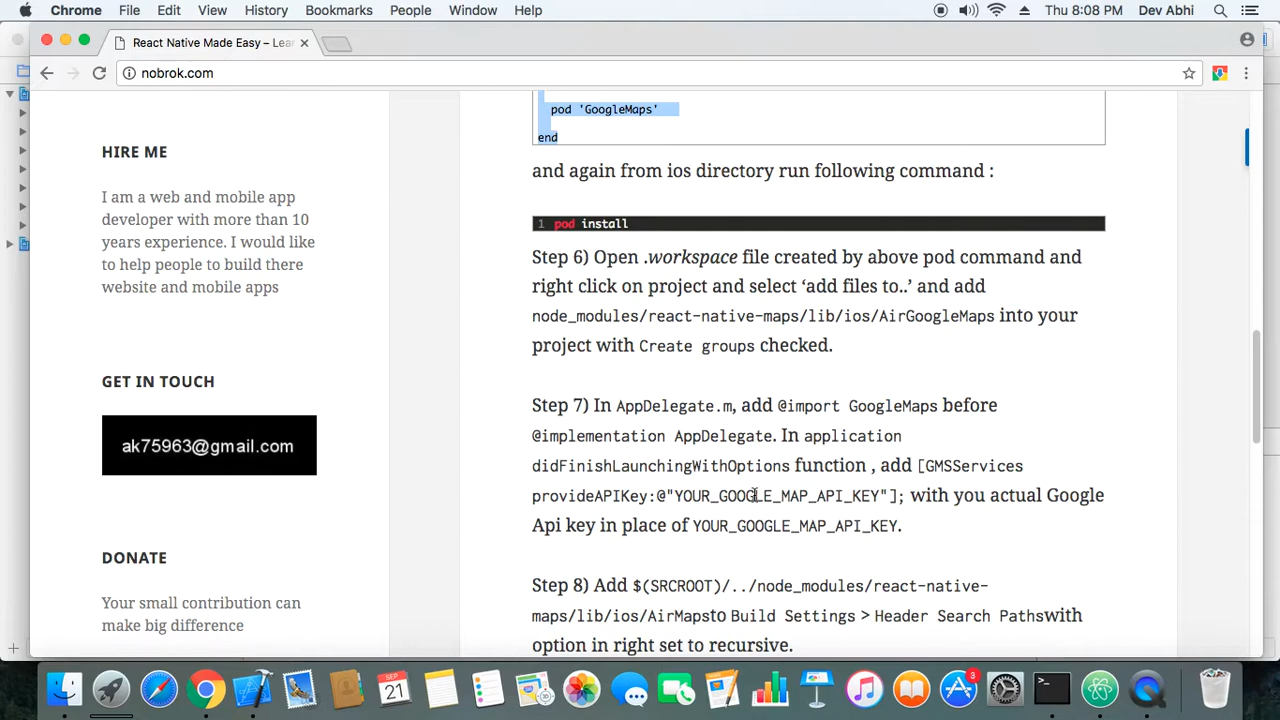 Chrome File Edit View History Bookmarks People Window Help Thu 8:08 PM Dev Abhi
React Native Made Easy – Lea
nobrok.com
HIRE ME
I am a web and mobile app
developer with more than 10
years experience. I would like
to help people to build there
website and mobile apps
GET IN TOUCH
ak75963@gmail.com
DONATE
Your small contribution can
make big difference
pod 'GoogleMaps'
end
and again from ios directory run following command :
1 pod install
Step 6) Open .workspace file created by above pod command and
right click on project and select ‘add files to..’ and add
node_modules/react-native-maps/lib/ios/AirGoogleMaps into your
project with Create groups checked.
Step 7) In AppDelegate.m, add @import GoogleMaps before
@implementation AppDelegate. In application
didFinishLaunchingWithOptions function , add [GMSServices
provideAPIKey:@"YOUR_GOOGLE_MAP_API_KEY"]; with you actual Google
Api key in place of YOUR_GOOGLE_MAP_API_KEY.
Step 8) Add $(SRCROOT)/../node_modules/react-native-
maps/lib/ios/AirMapsto Build Settings > Header Search Pathswith
option in right set to recursive.
SEP
21
3